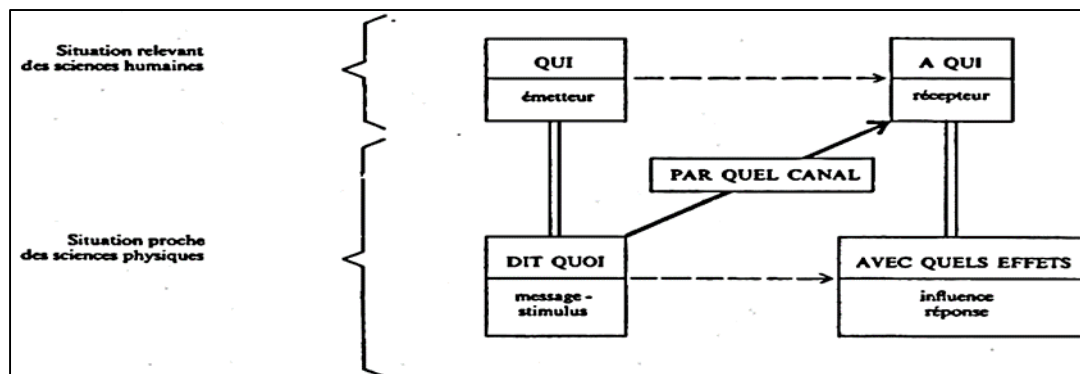 Situation relevant
des sciences humaines
QUI
émetteur
A QUI
récepteur
PAR QUEL CANAL
Situation proche
des sciences physiques
DIT QUOI
message -
stimulus
AVEC QUELS EFFETS
influence
réponse